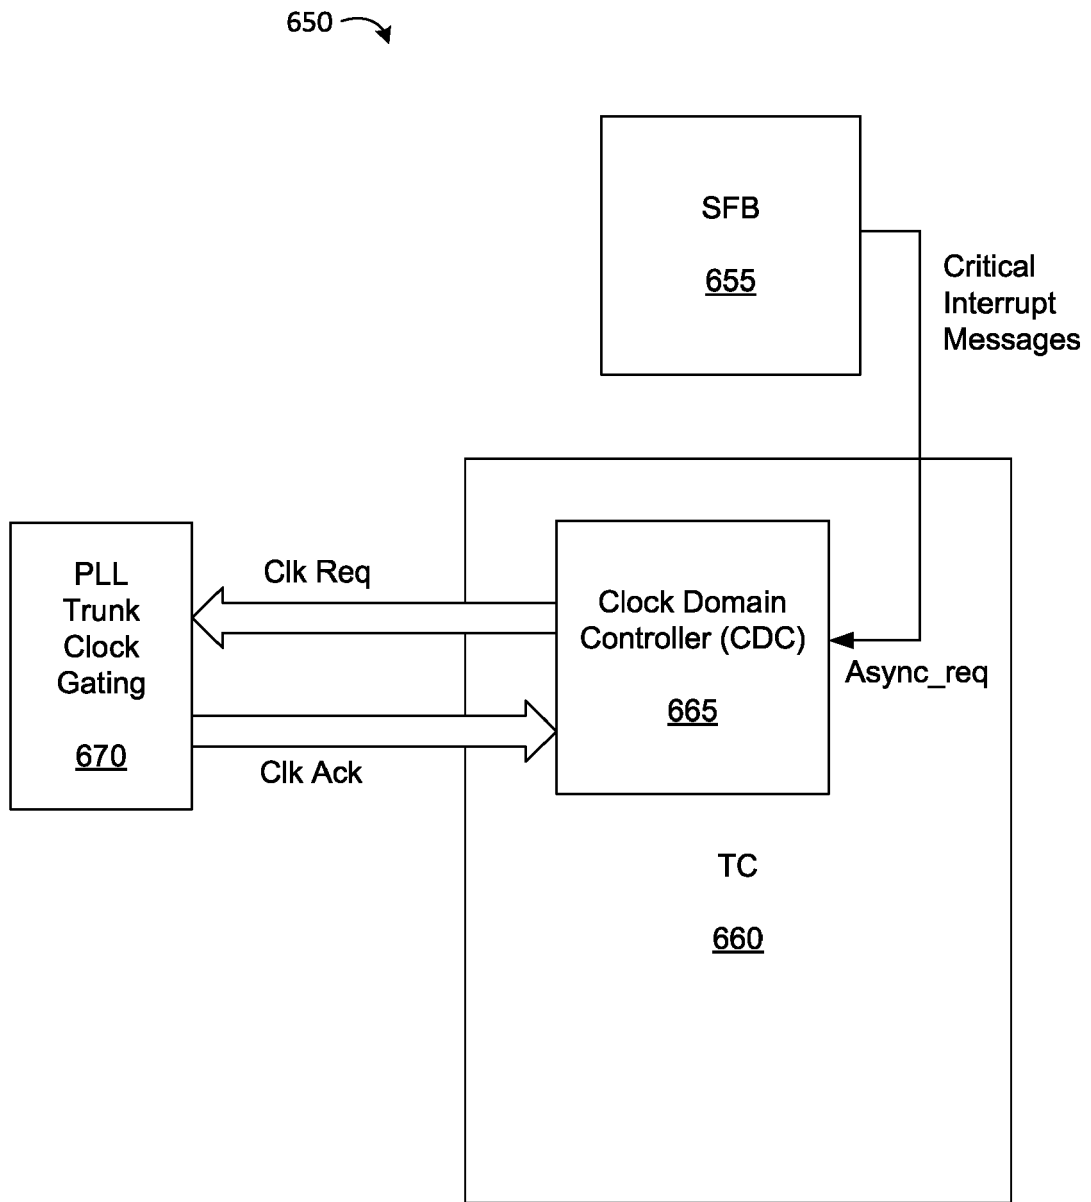 650
SFB
655
Critical
Interrupt
Messages
PLL
Trunk
Clock
Gating
670
Clk Req
Clk Ack
Clock Domain
Controller (CDC)
665
Async_req
TC
660